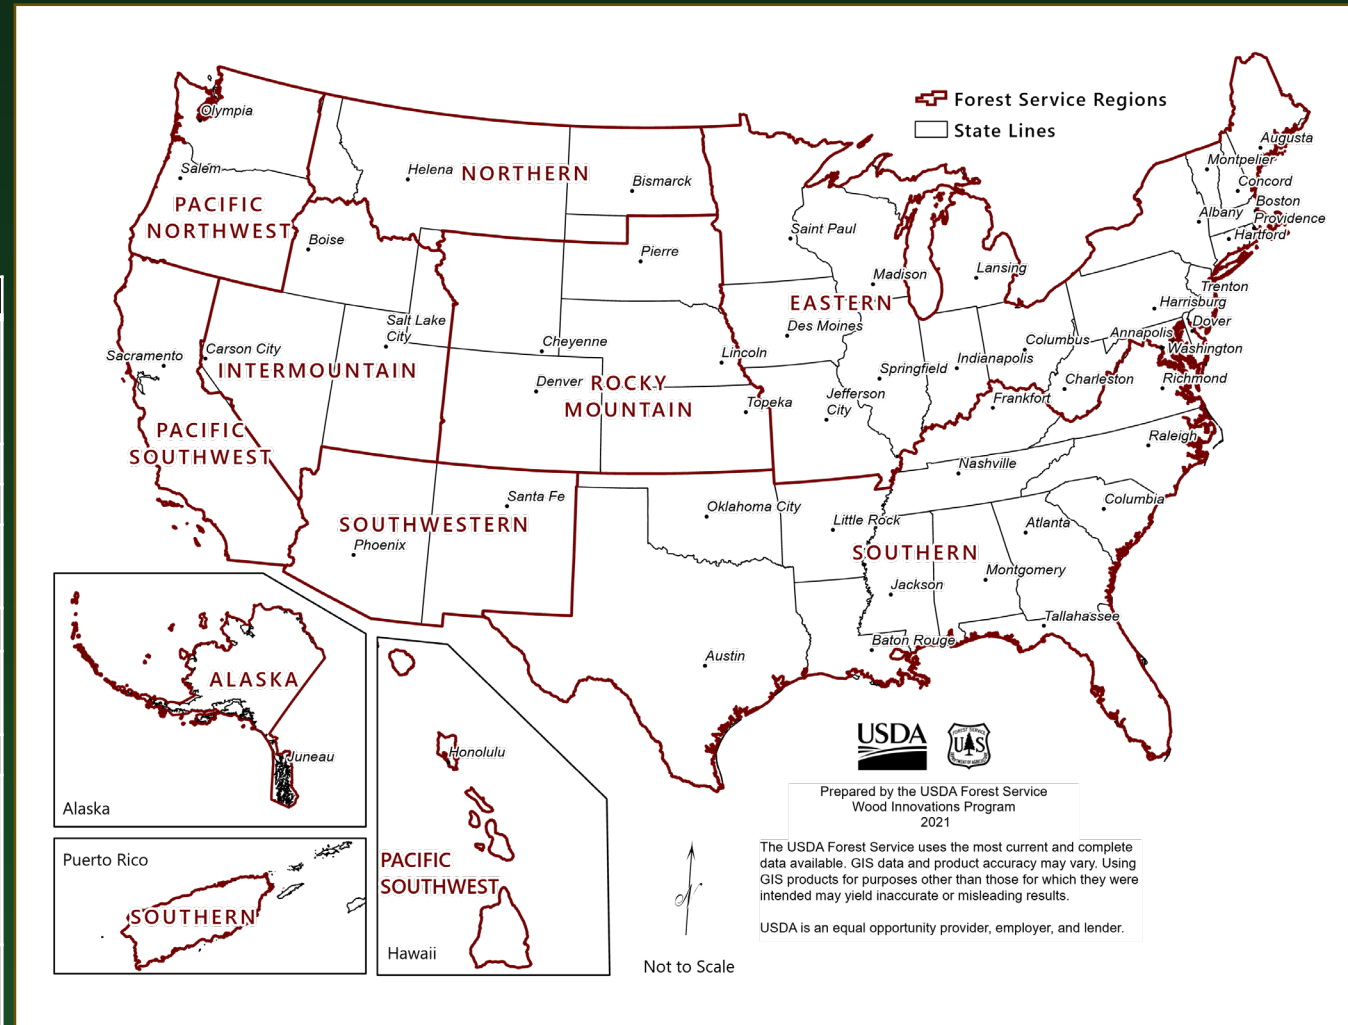 Forest Service Regions
State Lines
Olympia
Salem
PACIFIC
NORTHWEST
Helena
NORTHERN
Bismarck
Boise
Pierre
Saint Paul
Madison
Lansing
EASTERN
Des Moines
Augusta
Montpelier
Concord
Boston
Albany
Providence
Hartford
Trenton
Harrisburg
Dover
Annapolis
Washington
Columbus
Indianapolis
Springfield
Charleston
Richmond
Frankfort
Jefferson
City
Salt Lake
City
Carson City
Sacramento
INTERMOUNTAIN
Cheyenne
Lincoln
Denver
ROCKY
MOUNTAIN
Topeka
PACIFIC
SOUTHWEST
Raleigh
Nashville
Columbia
Santa Fe
SOUTHWESTERN
Phoenix
Oklahoma City
Little Rock
Atlanta
SOUTHERN
Montgomery
Jackson
Tallahassee
Baton Rouge
Austin
ALASKA
Juneau
Alaska
Honolulu
PACIFIC
SOUTHWEST
Hawaii
Puerto Rico
SOUTHERN
USDA
FOREST SERVICE
U S
DEPARTMENT OF AGRICULTURE
Prepared by the USDA Forest Service
Wood Innovations Program
2021
The USDA Forest Service uses the most current and complete
data available. GIS data and product accuracy may vary. Using
GIS products for purposes other than those for which they were
intended may yield inaccurate or misleading results.
USDA is an equal opportunity provider, employer, and lender.
N
Not to Scale